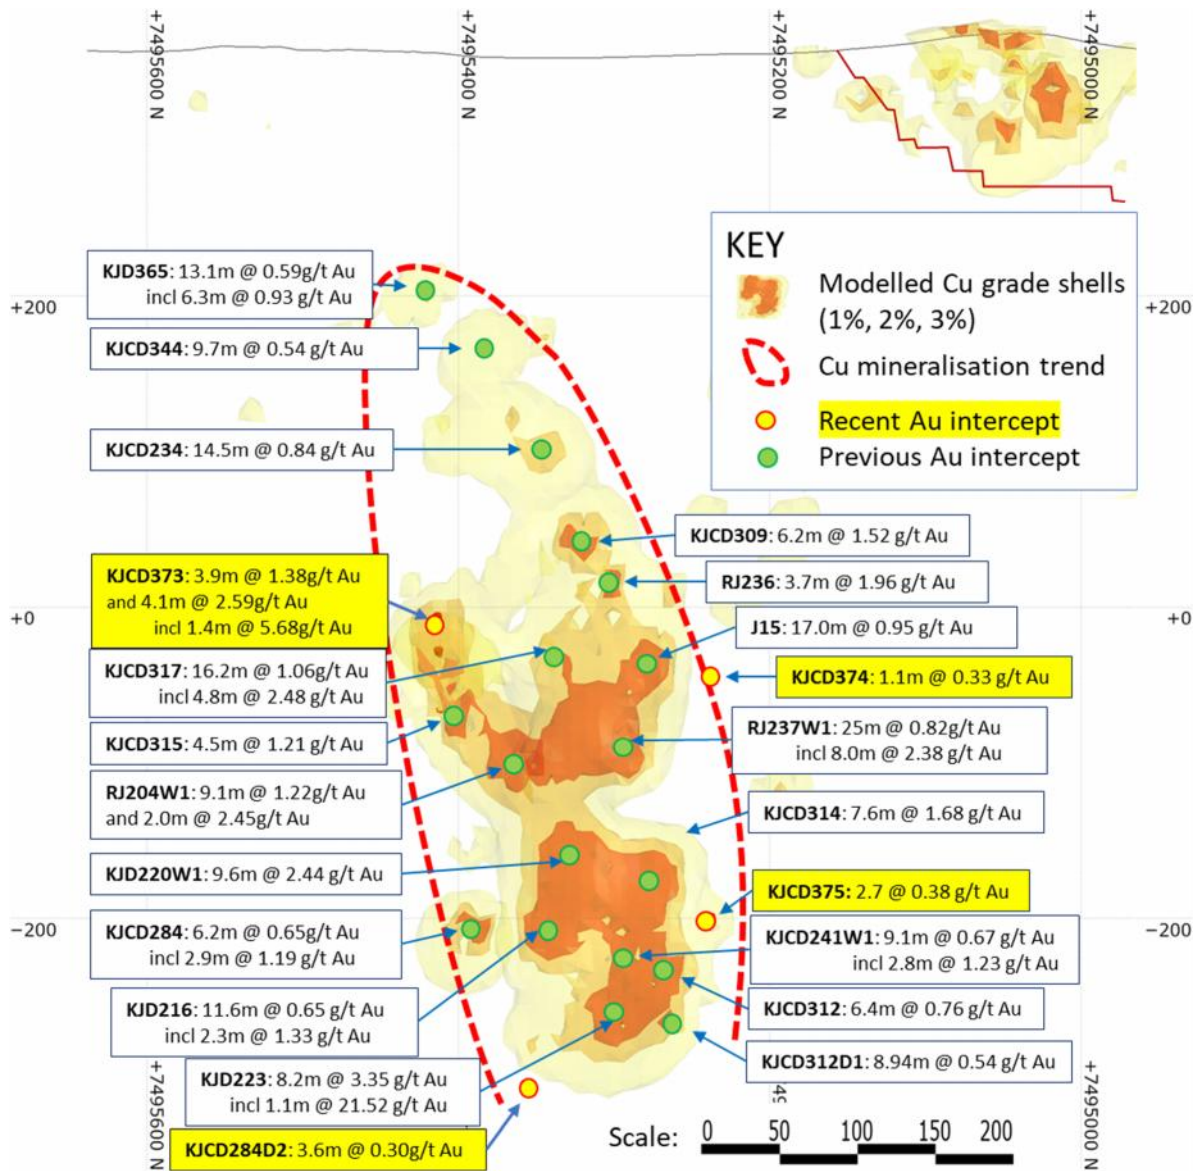 +7495600 N
+7495400 N
+7495200 N
+7495000 N
KEY
Modelled Cu grade shells
(1%, 2%, 3%)
Cu mineralisation trend
Recent Au intercept
Previous Au intercept
+200
+200
KJD365: 13.1m @ 0.59g/t Au
incl 6.3m @ 0.93 g/t Au
KJCD344: 9.7m @ 0.54 g/t Au
KJCD234: 14.5m @ 0.84 g/t Au
KJCD309: 6.2m @ 1.52 g/t Au
RJ236: 3.7m @ 1.96 g/t Au
+0
+0
KJCD373: 3.9m @ 1.38g/t Au
and 4.1m @ 2.59g/t Au
incl 1.4m @ 5.68g/t Au
J15: 17.0m @ 0.95 g/t Au
KJCD317: 16.2m @ 1.06g/t Au
incl 4.8m @ 2.48 g/t Au
KJCD374: 1.1m @ 0.33 g/t Au
KJCD315: 4.5m @ 1.21 g/t Au
RJ237W1: 25m @ 0.82g/t Au
incl 8.0m @ 2.38 g/t Au
RJ204W1: 9.1m @ 1.22g/t Au
and 2.0m @ 2.45g/t Au
KJCD314: 7.6m @ 1.68 g/t Au
KJD220W1: 9.6m @ 2.44 g/t Au
KJCD375: 2.7 @ 0.38 g/t Au
−200
−200
KJCD284: 6.2m @ 0.65g/t Au
incl 2.9m @ 1.19 g/t Au
KJCD241W1: 9.1m @ 0.67 g/t Au
incl 2.8m @ 1.23 g/t Au
KJD216: 11.6m @ 0.65 g/t Au
incl 2.3m @ 1.33 g/t Au
KJCD312: 6.4m @ 0.76 g/t Au
KJCD312D1: 8.94m @ 0.54 g/t Au
KJD223: 8.2m @ 3.35 g/t Au
incl 1.1m @ 21.52 g/t Au
KJCD284D2: 3.6m @ 0.30g/t Au
+7495600 N
+7495000 N
Scale: 0 50 100 150 200